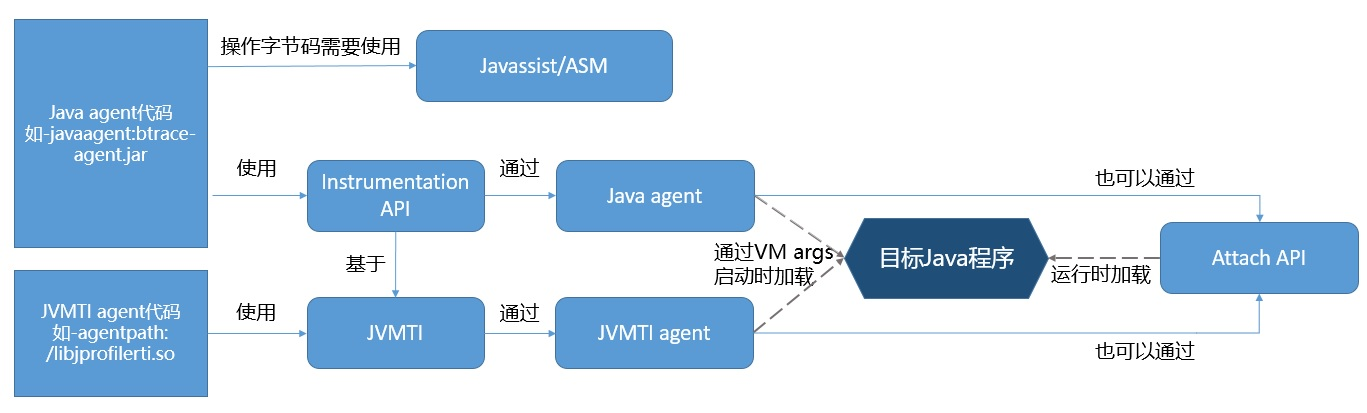 操作字节码需要使用
Javassist/ASM
Java agent代码
如-javaagent:btrace-
agent.jar
使用
Instrumentation
API
通过
Java agent
也可以通过
基于
通过VM args
启动时加载
目标Java程序
运行时加载
Attach API
JVMTI agent代码
如-agentpath:
/libjprofilerti.so
使用
JVMTI
通过
JVMTI agent
也可以通过